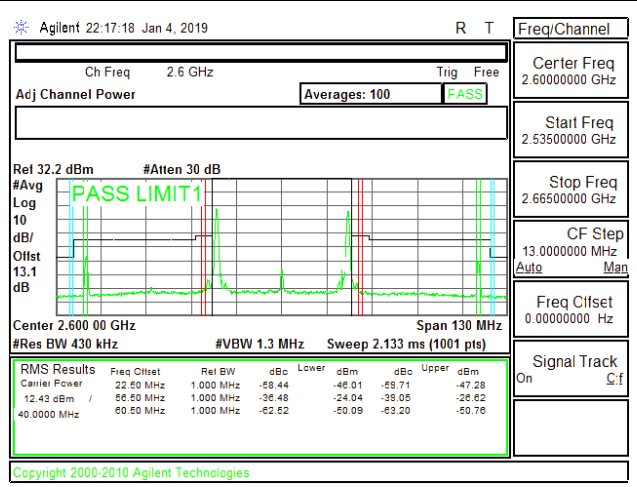 Agilent 22:17:18 Jan 4, 2019 R T
Freq/Channel
Ch Freq 2.6 GHz Trig Free
Adj Channel Power Averages: 100 PASS
Center Freq
2.60000000 GHz
Start Freq
2.53500000 GHz
Stop Freq
2.66500000 GHz
CF Step
13.0000000 MHz
Auto Man
Freq Offset
0.00000000 Hz
Signal Track
On Off
Ref 32.2 dBm #Atten 30 dB
#Avg
Log
10
dB/
Offst
13.1
dB
PASS LIMIT1
Center 2.600 00 GHz Span 130 MHz
#Res BW 430 kHz #VBW 1.3 MHz Sweep 2.133 ms (1001 pts)
RMS Results Freq Offset Ref BW dBc Lower dBm dBc Upper dBm
Carrier Power 22.50 MHz 1.000 MHz -58.44 -46.01 -59.71 -47.28
12.43 dBm / 56.50 MHz 1.000 MHz -36.48 -24.04 -39.05 -26.62
40.0000 MHz 60.50 MHz 1.000 MHz -62.52 -50.09 -63.20 -50.76
Copyright 2000-2010 Agilent Technologies